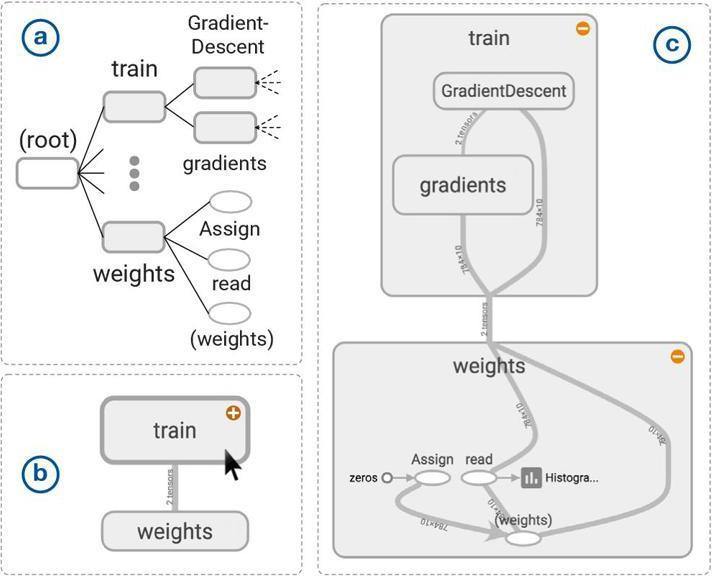 a
Gradient-
Descent
train
(root)
gradients
Assign
weights
read
(weights)
b
train
2 tensors
weights
c
train
GradientDescent
2 tensors
gradients
784×10
784×10
2 tensors
weights
784×10
784×10
Assign
read
zeros
Histogra...
784×10
(weights)
784×10